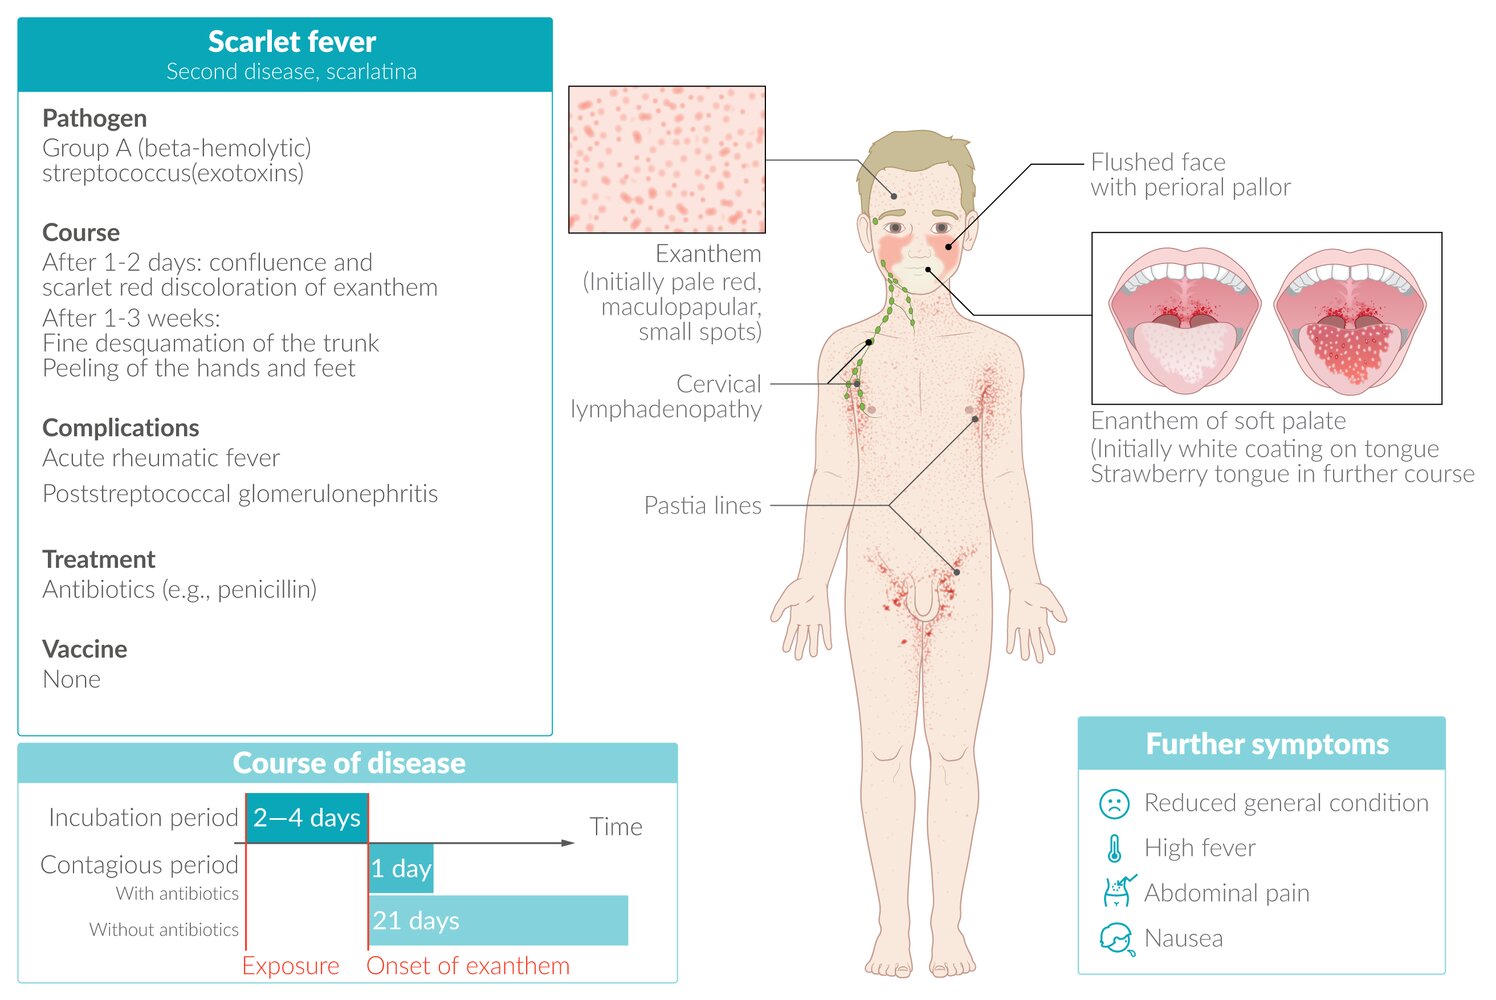 Scarlet fever
Second disease, scarlatina
Pathogen
Group A (beta-hemolytic)
streptococcus(exotoxins)
Course
After 1-2 days: confluence and
scarlet red discoloration of exanthem
After 1-3 weeks:
Fine desquamation of the trunk
Peeling of the hands and feet
Complications
Acute rheumatic fever
Poststreptococcal glomerulonephritis
Treatment
Antibiotics (e.g., penicillin)
Vaccine
None
Exanthem
(Initially pale red,
maculopapular,
small spots)
Cervical
lymphadenopathy
Pastia lines
Flushed face
with perioral pallor
Enanthem of soft palate
(Initially white coating on tongue
Strawberry tongue in further course
Course of disease
Incubation period
2—4 days
Time
Contagious period
With antibiotics
1 day
Without antibiotics
21 days
Exposure
Onset of exanthem
Further symptoms
Reduced general condition
High fever
Abdominal pain
Nausea